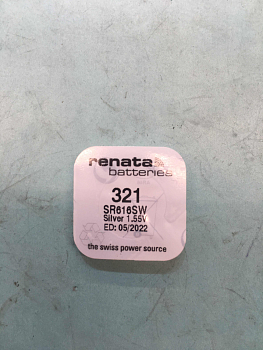 renata
batteries
321
SR616SW
Silver 1.55V
ED: 05/2022
the swiss power source